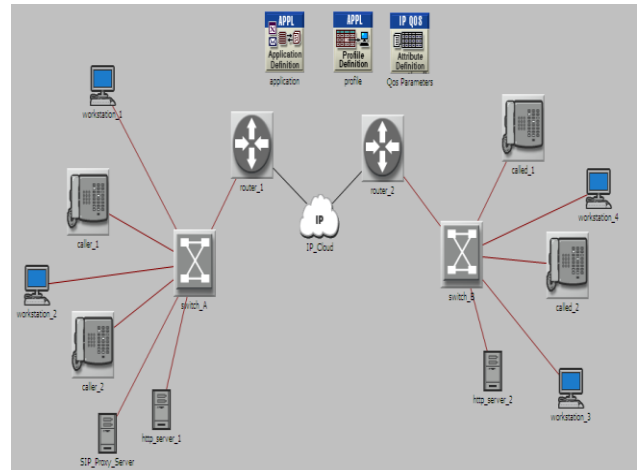 APPL
Application
Definition
application
APPL
Profile
Definition
profile
IP QOS
Attribute
Definition
Qos Parameters
workstation_1
router_1
router_2
called_1
workstation_4
IP
IP_Cloud
caller_1
workstation_2
switch_A
switch_B
called_2
caller_2
SIP_Proxy_Server
http_server_1
http_server_2
workstation_3